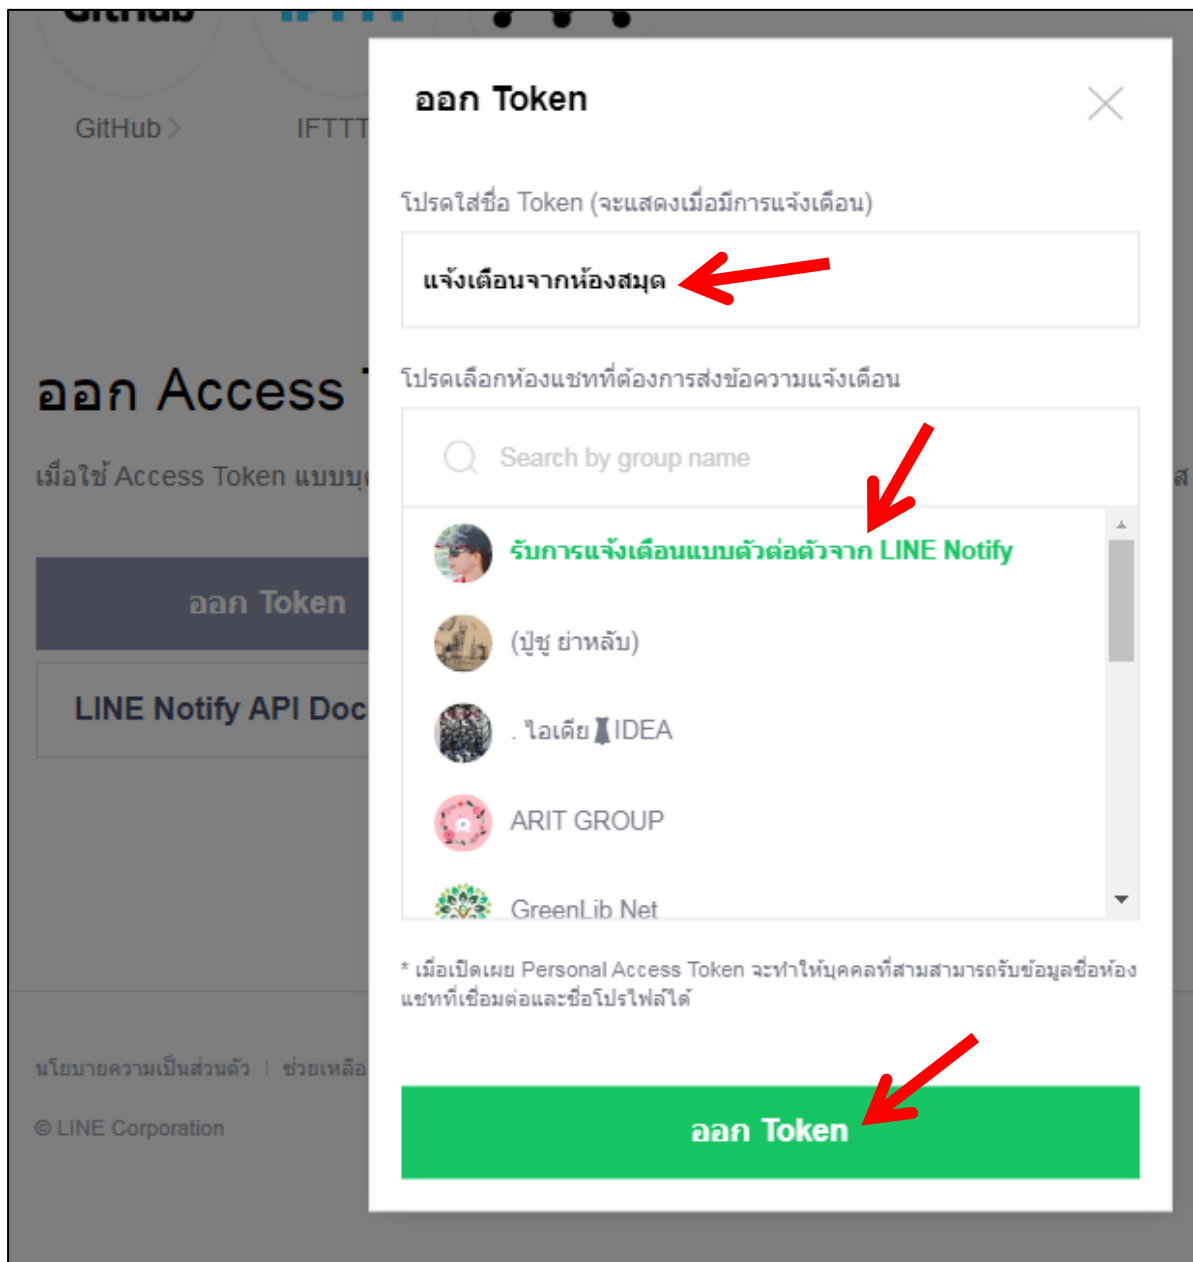 GitHub
IFTTT
GitHub >
IFTTT
ออก Token
โปรดใส่ชื่อ Token (จะแสดงเมื่อมีการแจ้งเตือน)
แจ้งเตือนจากห้องสมุด
โปรดเลือกห้องแชทที่ต้องการส่งข้อความแจ้งเตือน
Search by group name
รับการแจ้งเตือนแบบตัวต่อตัวจาก LINE Notify
(ปู่ชู ย่าหลับ)
. ไอเดีย IDEA
ARIT GROUP
GreenLib Net
* เมื่อเปิดเผย Personal Access Token จะทำให้บุคคลที่สามสามารถรับข้อมูลชื่อห้อง
แชทที่เชื่อมต่อและชื่อโปรไฟล์ได้
ออก Token
ออก Access
เมื่อใช้ Access Token แบบบุ
ออก Token
LINE Notify API Doc
นโยบายความเป็นส่วนตัว | ช่วยเหลือ
© LINE Corporation